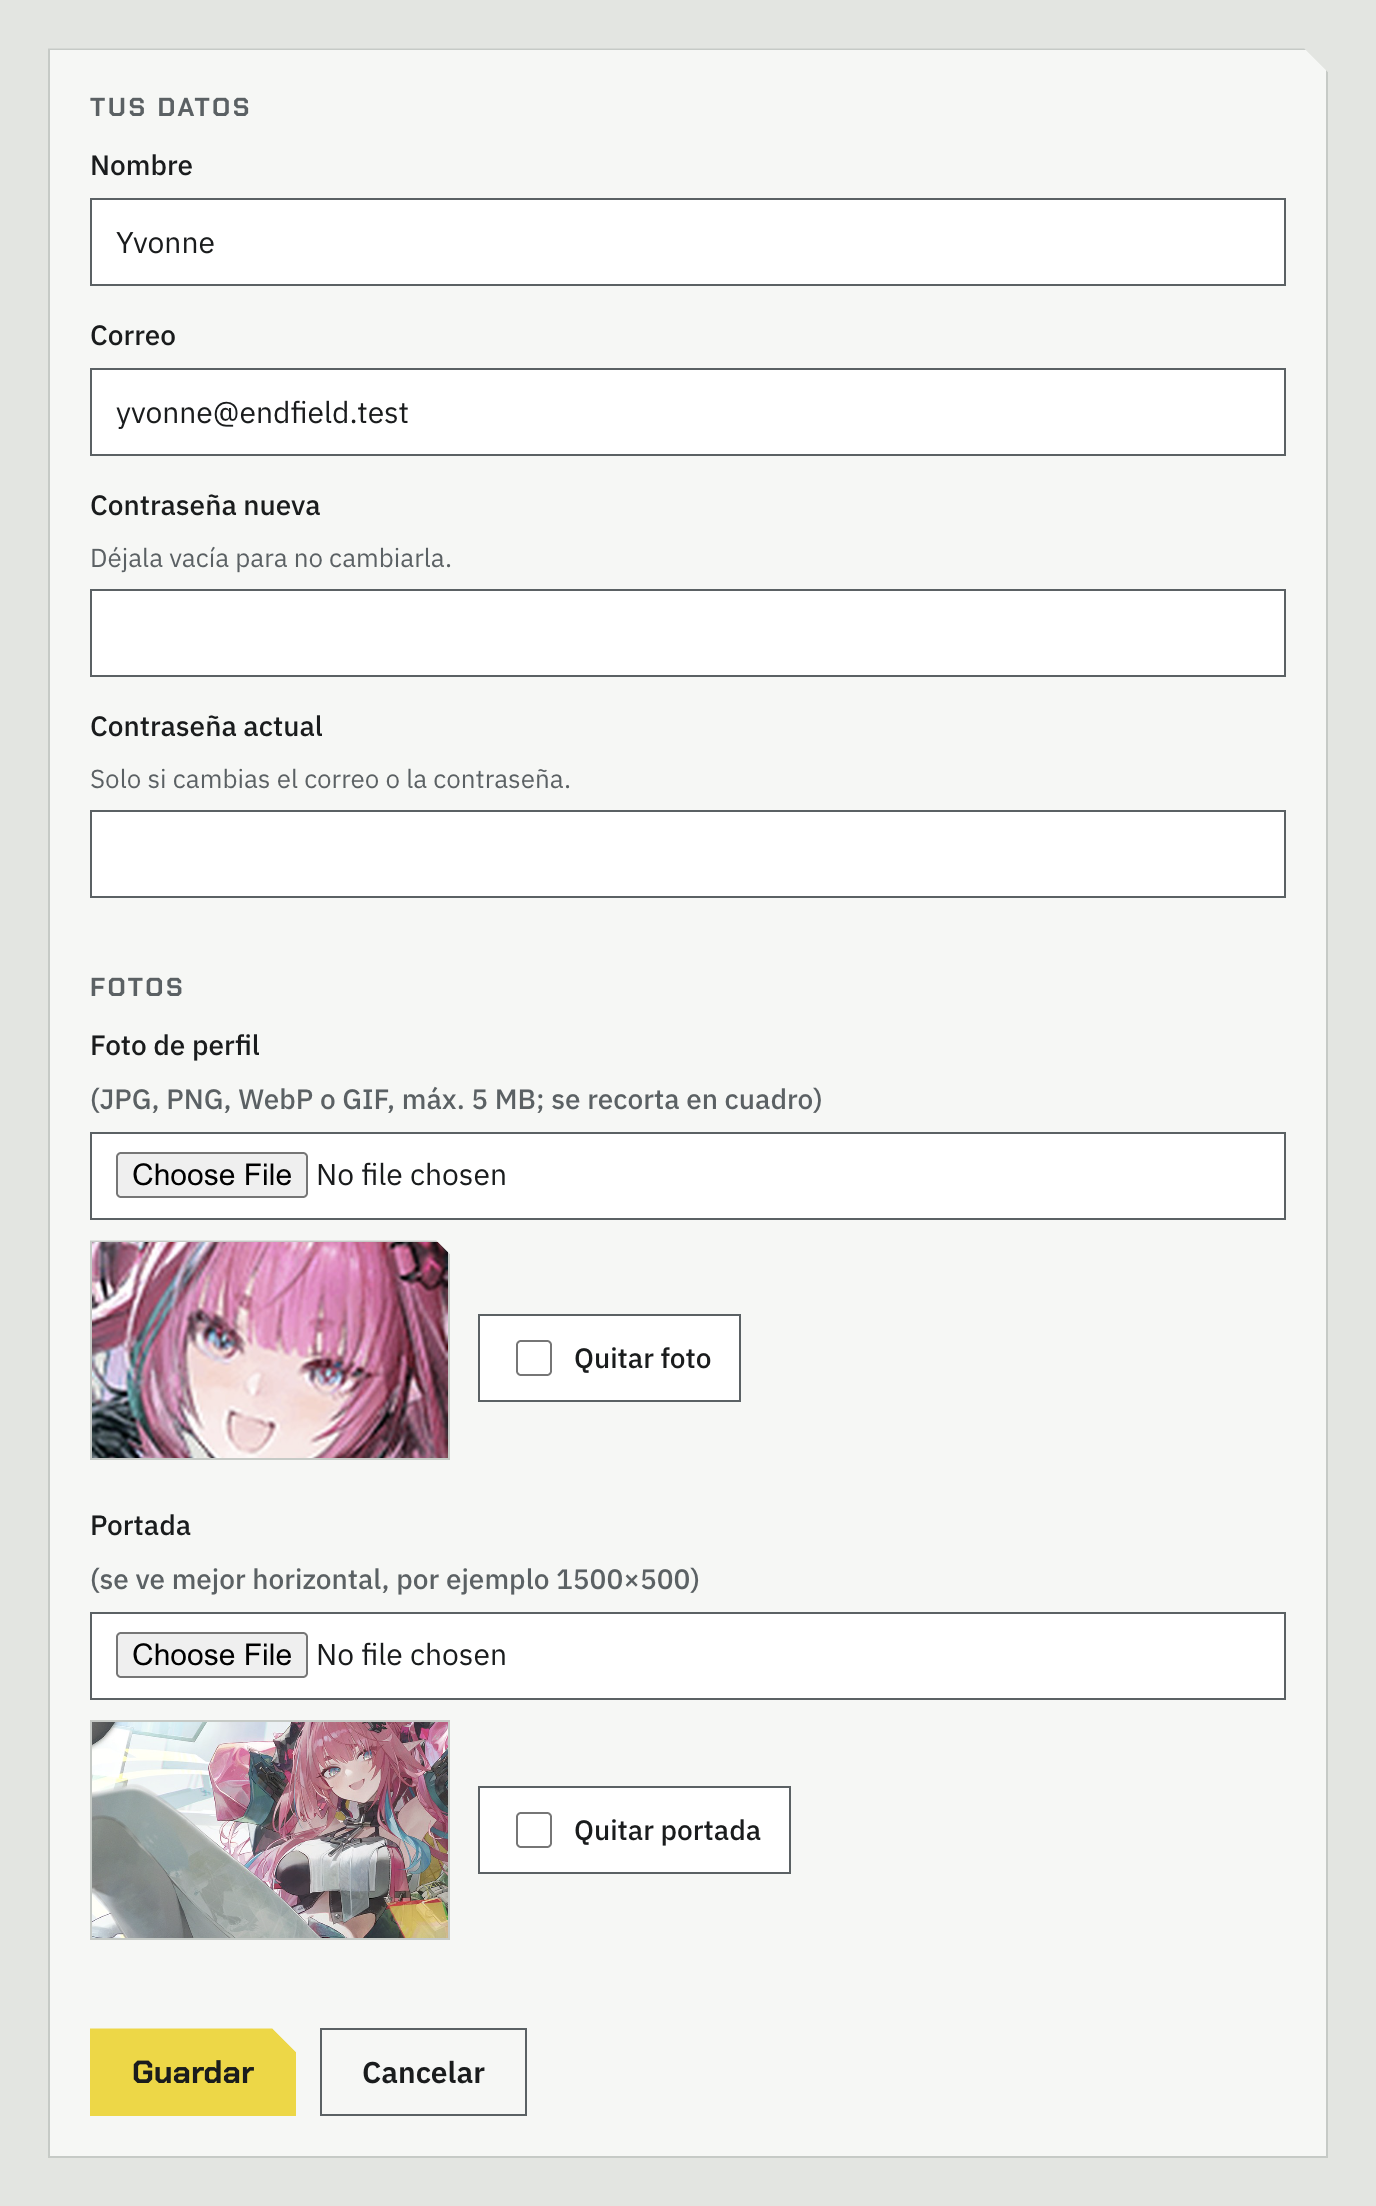 TUS DATOS
Nombre
Yvonne
Correo
yvonne@endfield.test
Contraseña nueva
Déjala vacía para no cambiarla.
Contraseña actual
Solo si cambias el correo o la contraseña.
FOTOS
Foto de perfil
(JPG, PNG, WebP o GIF, máx. 5 MB; se recorta en cuadro)
Choose File No file chosen
Quitar foto
Portada
(se ve mejor horizontal, por ejemplo 1500×500)
Choose File No file chosen
Quitar portada
Guardar Cancelar